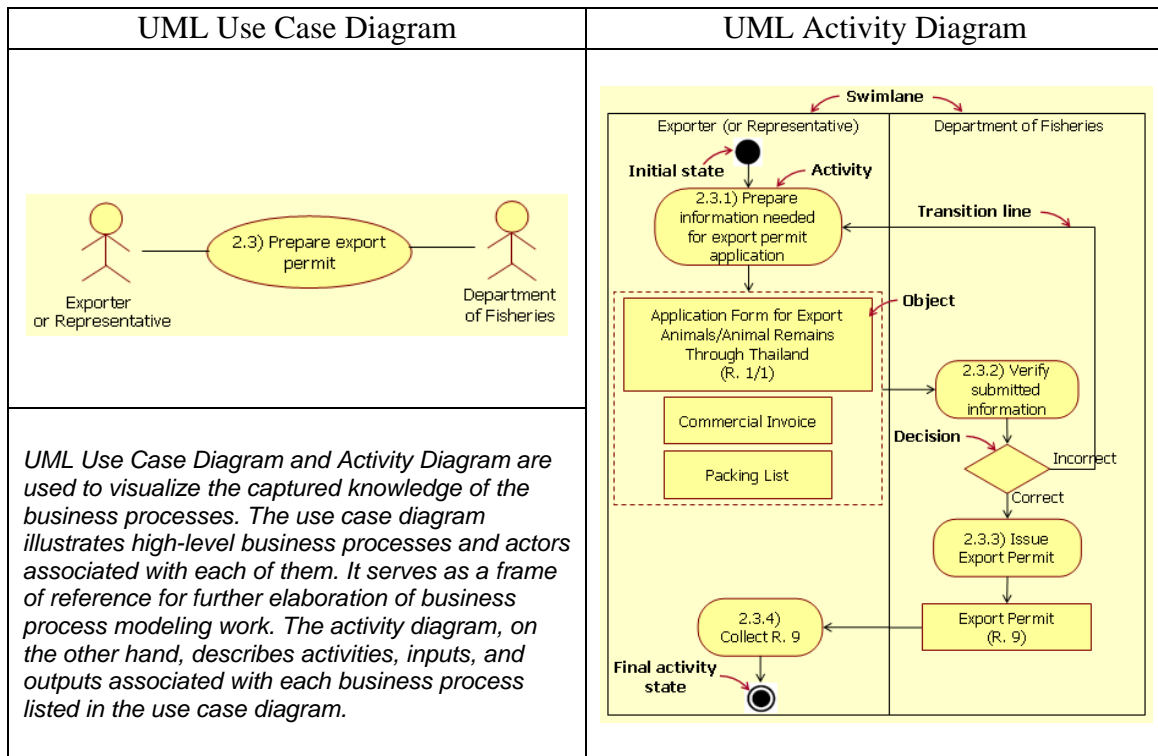 UML Use Case Diagram
2.3) Prepare export
permit
Exporter
or Representative
Department
of Fisheries
UML Use Case Diagram and Activity Diagram are
used to visualize the captured knowledge of the
business processes. The use case diagram
illustrates high-level business processes and actors
associated with each of them. It serves as a frame
of reference for further elaboration of business
process modeling work. The activity diagram, on
the other hand, describes activities, inputs, and
outputs associated with each business process
listed in the use case diagram.
UML Activity Diagram
Swimlane
Exporter (or Representative)
Department of Fisheries
Initial state
Activity
2.3.1) Prepare
information needed
for export permit
application
Transition line
Object
Application Form for Export
Animals/Animal Remains
Through Thailand
(R. 1/1)
Commercial Invoice
Packing List
2.3.2) Verify
submitted
information
Decision
Incorrect
Correct
2.3.3) Issue
Export Permit
Export Permit
(R. 9)
2.3.4)
Collect R. 9
Final activity
state